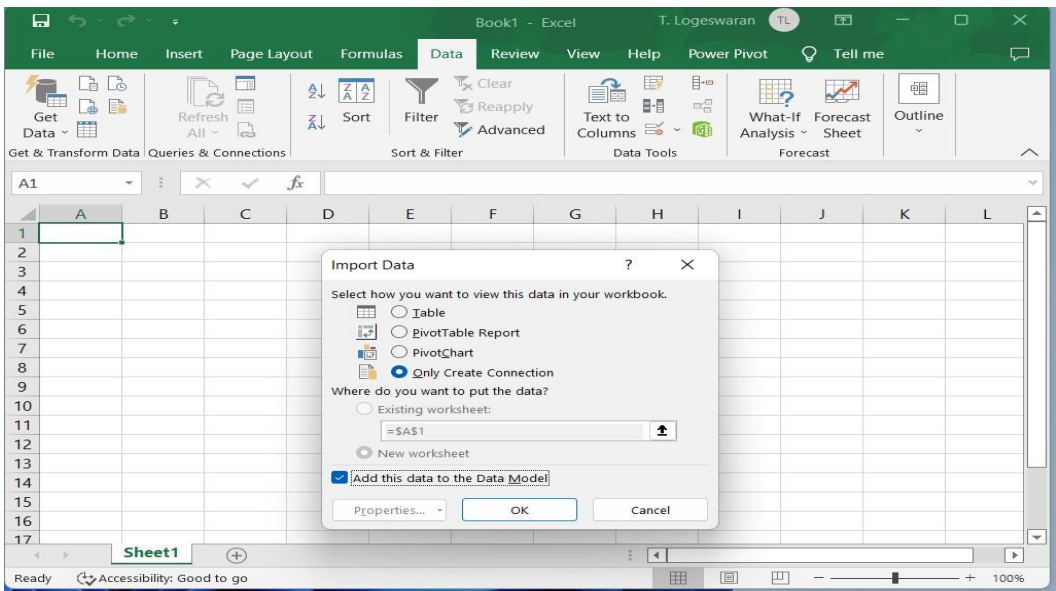 Book1 - Excel
T. Logeswaran
TL
File Home Insert Page Layout Formulas Data Review View Help Power Pivot Tell me
Get Data
Refresh All
Sort
Filter
Clear
Reapply
Advanced
Text to Columns
What-If Analysis
Forecast Sheet
Outline
Get & Transform Data Queries & Connections Sort & Filter Data Tools Forecast
A1 fx
A B C D E F G H I J K L
1
2
3
4
5
6
7
8
9
10
11
12
13
14
15
16
17
Import Data ?
Select how you want to view this data in your workbook.
Table
PivotTable Report
PivotChart
Only Create Connection
Where do you want to put the data?
Existing worksheet:
=$A$1
New worksheet
Add this data to the Data Model
Properties... OK Cancel
Sheet1
Ready Accessibility: Good to go 100%